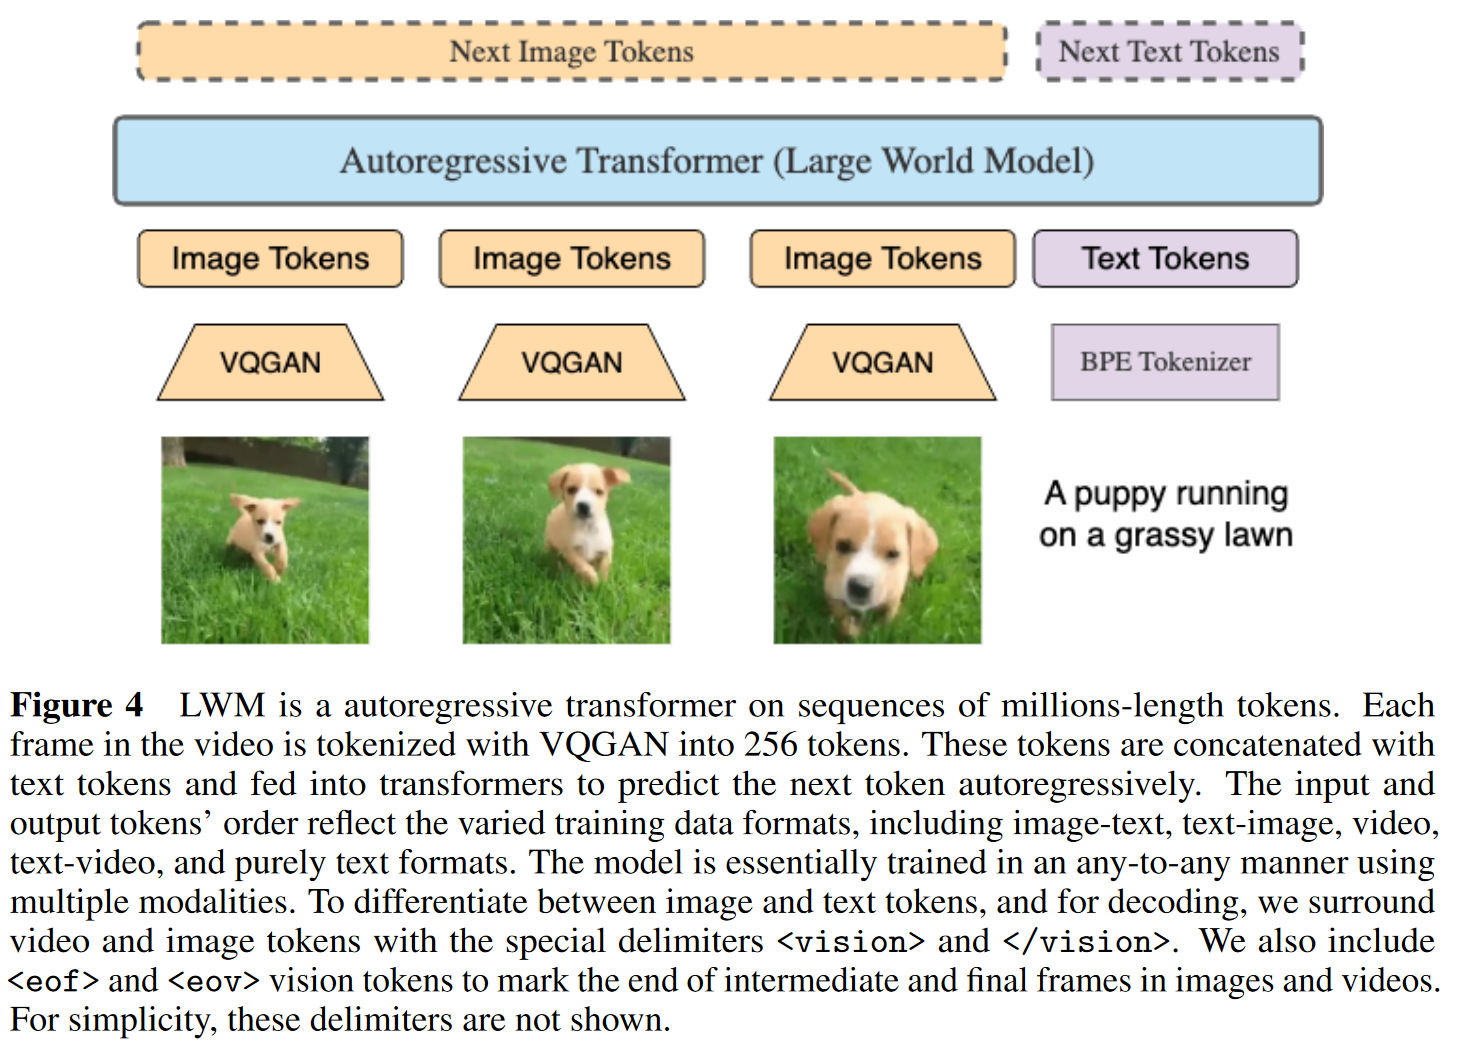 Next Image Tokens Next Text Tokens
Autoregressive Transformer (Large World Model)
Image Tokens Image Tokens Image Tokens Text Tokens
VQGAN VQGAN VQGAN BPE Tokenizer
A puppy running
on a grassy lawn
Figure 4 LWM is a autoregressive transformer on sequences of millions-length tokens. Each
frame in the video is tokenized with VQGAN into 256 tokens. These tokens are concatenated with
text tokens and fed into transformers to predict the next token autoregressively. The input and
output tokens’ order reflect the varied training data formats, including image-text, text-image, video,
text-video, and purely text formats. The model is essentially trained in an any-to-any manner using
multiple modalities. To differentiate between image and text tokens, and for decoding, we surround
video and image tokens with the special delimiters <vision> and </vision>. We also include
<eof> and <eov> vision tokens to mark the end of intermediate and final frames in images and videos.
For simplicity, these delimiters are not shown.